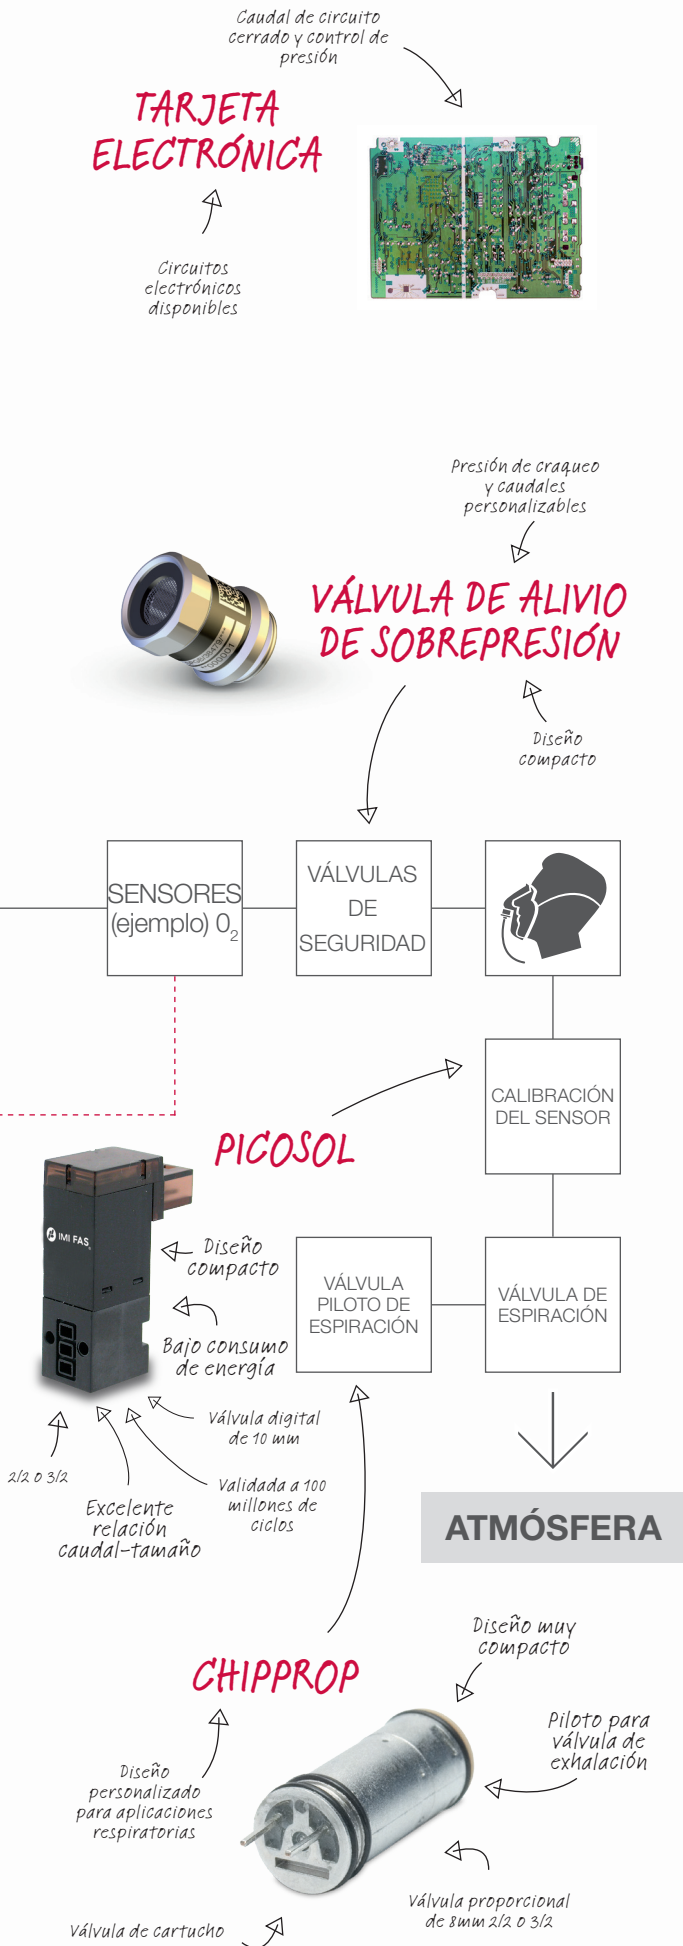 Caudal de circuito
cerrado y control de
presión
TARJETA
ELECTRÓNICA
Circuitos
electrónicos
disponibles
Presión de craqueo
y caudales
personalizables
VÁLVULA DE ALIVIO
DE SOBREPRESIÓN
Diseño
compacto
SENSORES
(ejemplo) 0₂
VÁLVULAS
DE
SEGURIDAD
CALIBRACIÓN
DEL SENSOR
PICOSOL
IMI FAS
Diseño
compacto
Bajo consumo
de energía
VÁLVULA
PILOTO DE
ESPIRACIÓN
VÁLVULA DE
ESPIRACIÓN
Válvula digital
de 10 mm
2/2 o 3/2
Validada a 100
millones de
ciclos
Excelente
relación
caudal-tamaño
ATMÓSFERA
Diseño muy
compacto
CHIPPROP
Piloto para
válvula de
exhalación
Diseño
personalizado
para aplicaciones
respiratorias
Válvula proporcional
de 8mm 2/2 o 3/2
Válvula de cartucho